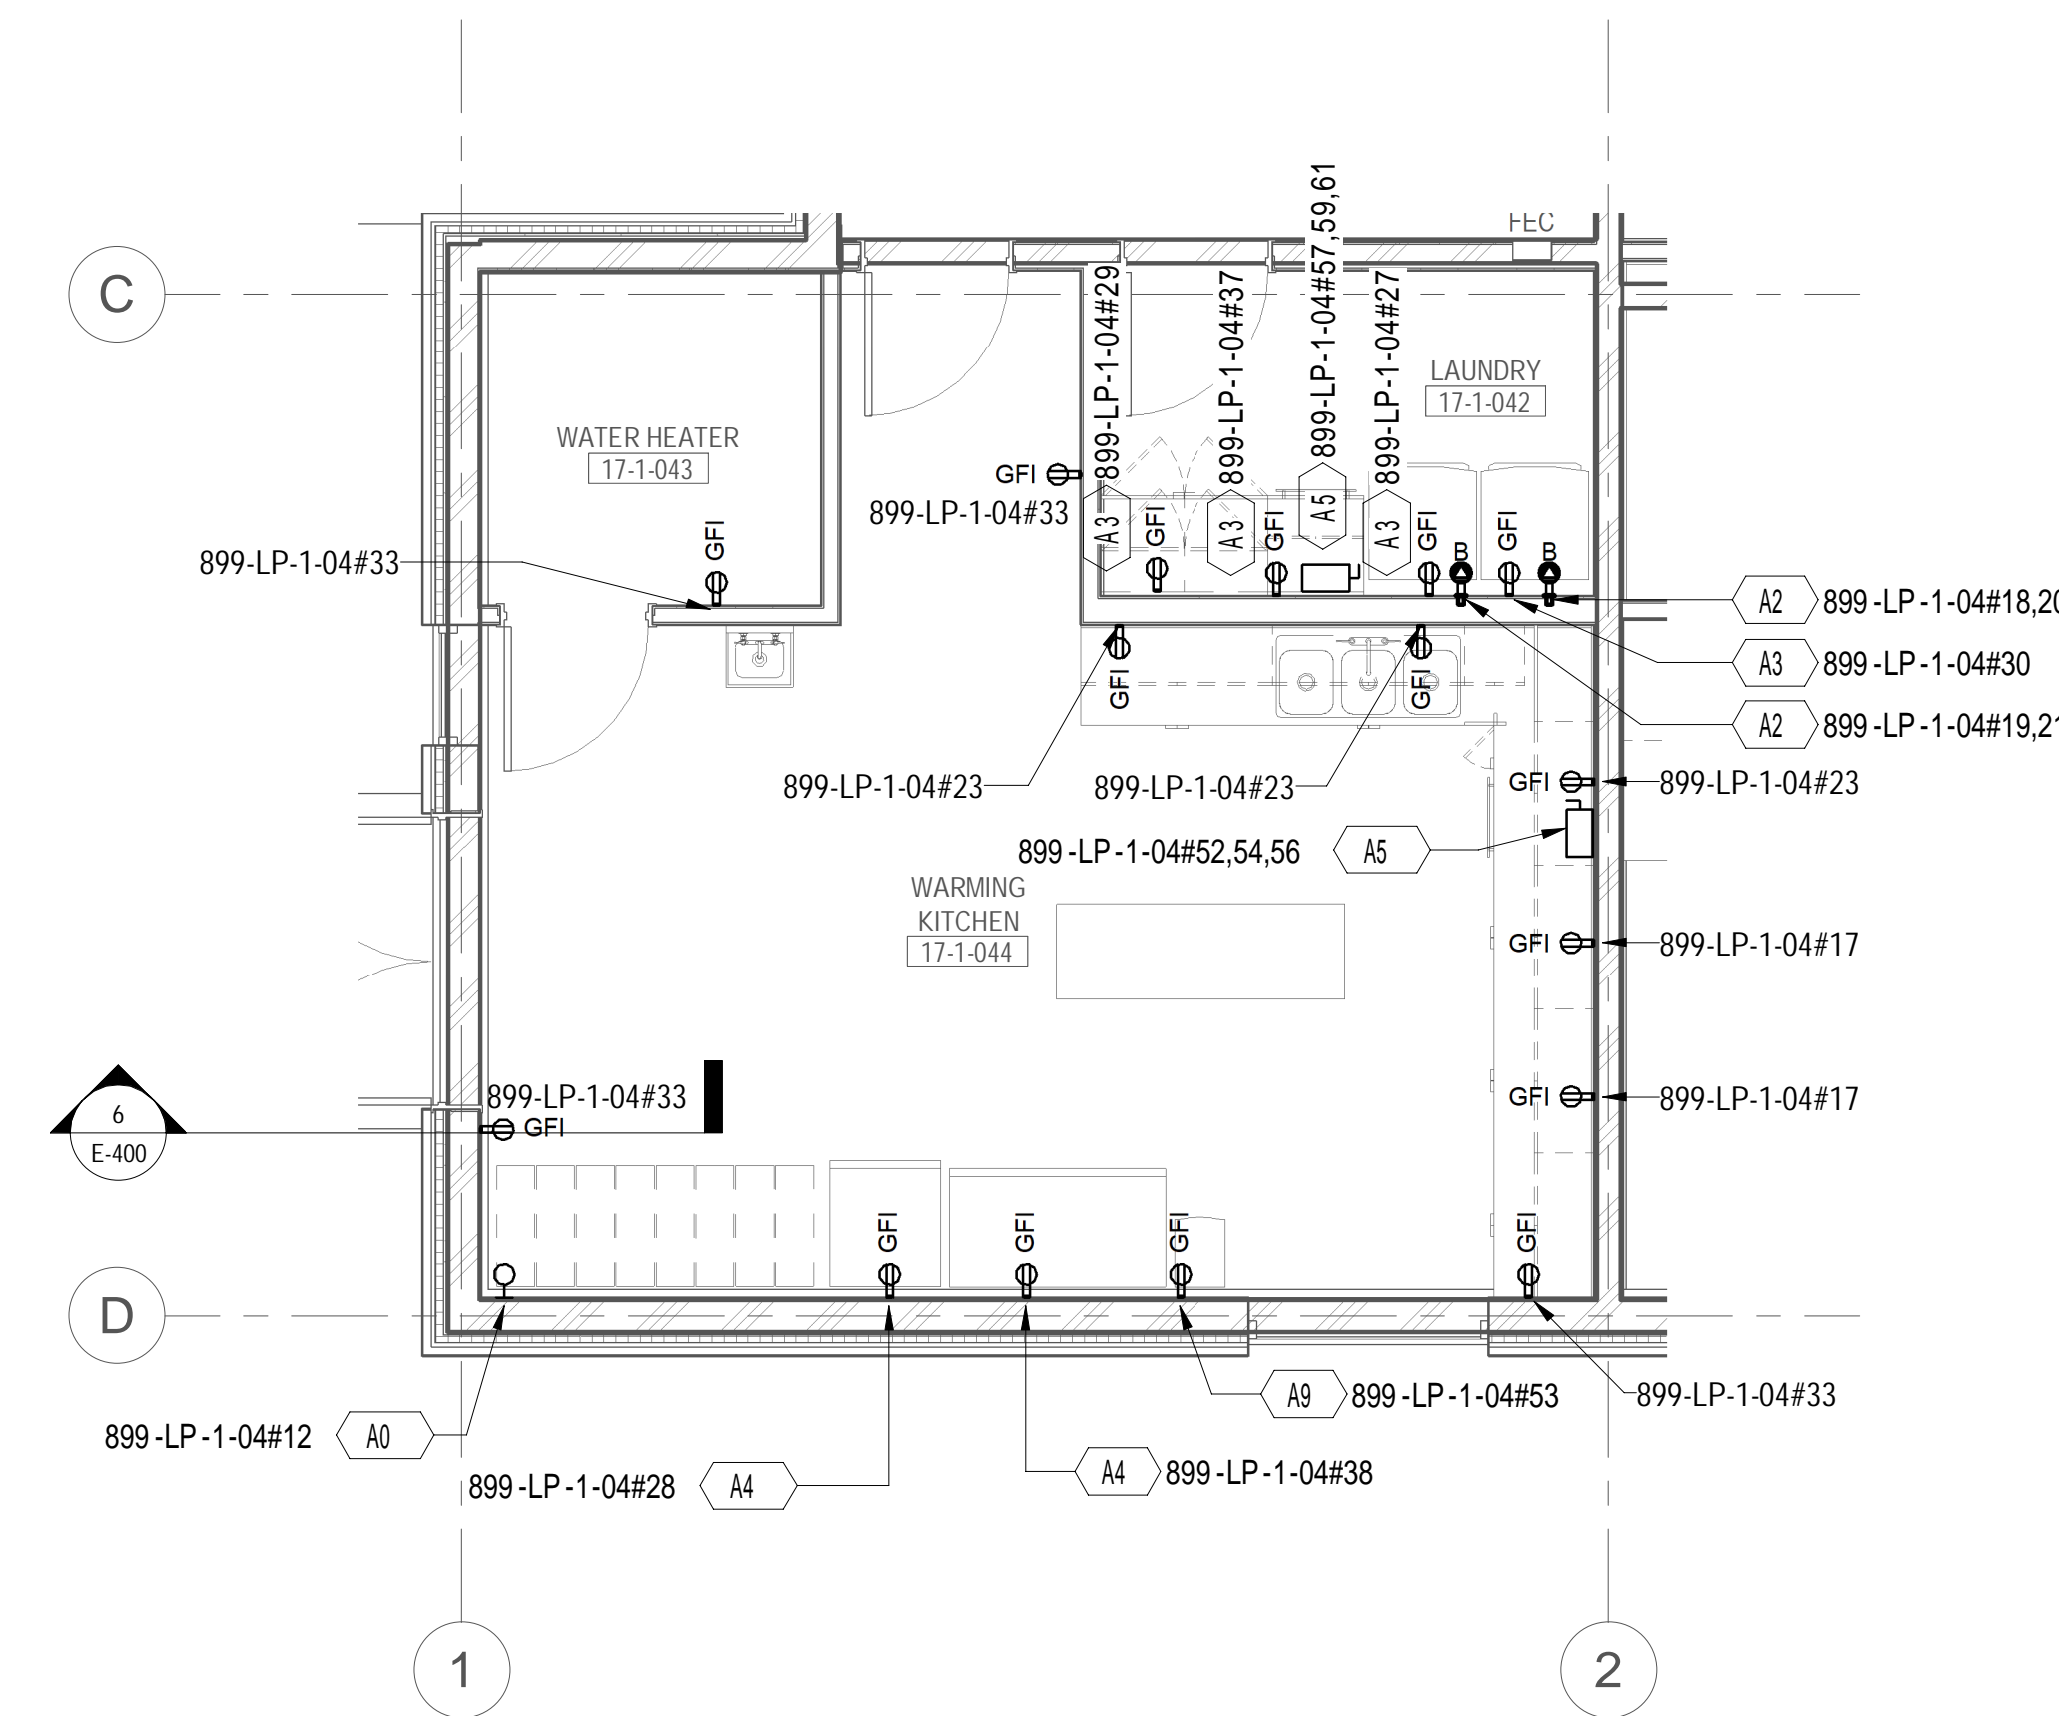 FEC
C
899-LP-1-04#29
899-LP-1-04#37
899-LP-1-04#57,59,61
899-LP-1-04#27
LAUNDRY
17-1-042
WATER HEATER
17-1-043
GFI
899-LP-1-04#33
A3
GFI
A3
GFI
A5
A3
GFI
B
GFI
B
GFI
899-LP-1-04#33
A2 899-LP-1-04#18,20
A3 899-LP-1-04#30
A2 899-LP-1-04#19,21
GFI
GFI
899-LP-1-04#23
899-LP-1-04#23
GFI
899-LP-1-04#23
899-LP-1-04#52,54,56 A5
WARMING
KITCHEN
17-1-044
GFI
899-LP-1-04#17
GFI
899-LP-1-04#17
899-LP-1-04#33
GFI
6
E-400
GFI
GFI
GFI
GFI
D
A9 899-LP-1-04#53
899-LP-1-04#33
899-LP-1-04#12 A0
899-LP-1-04#28 A4
A4 899-LP-1-04#38
1
2